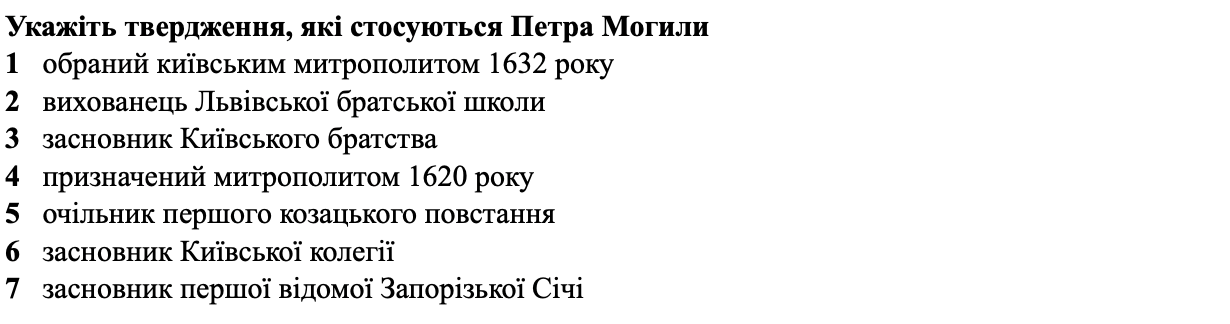 Укажіть твердження, які стосуються Петра Могили
1 обраний київським митрополитом 1632 року
2 вихованець Львівської братської школи
3 засновник Київського братства
4 призначений митрополитом 1620 року
5 очільник першого козацького повстання
6 засновник Київської колегії
7 засновник першої відомої Запорізької Січі